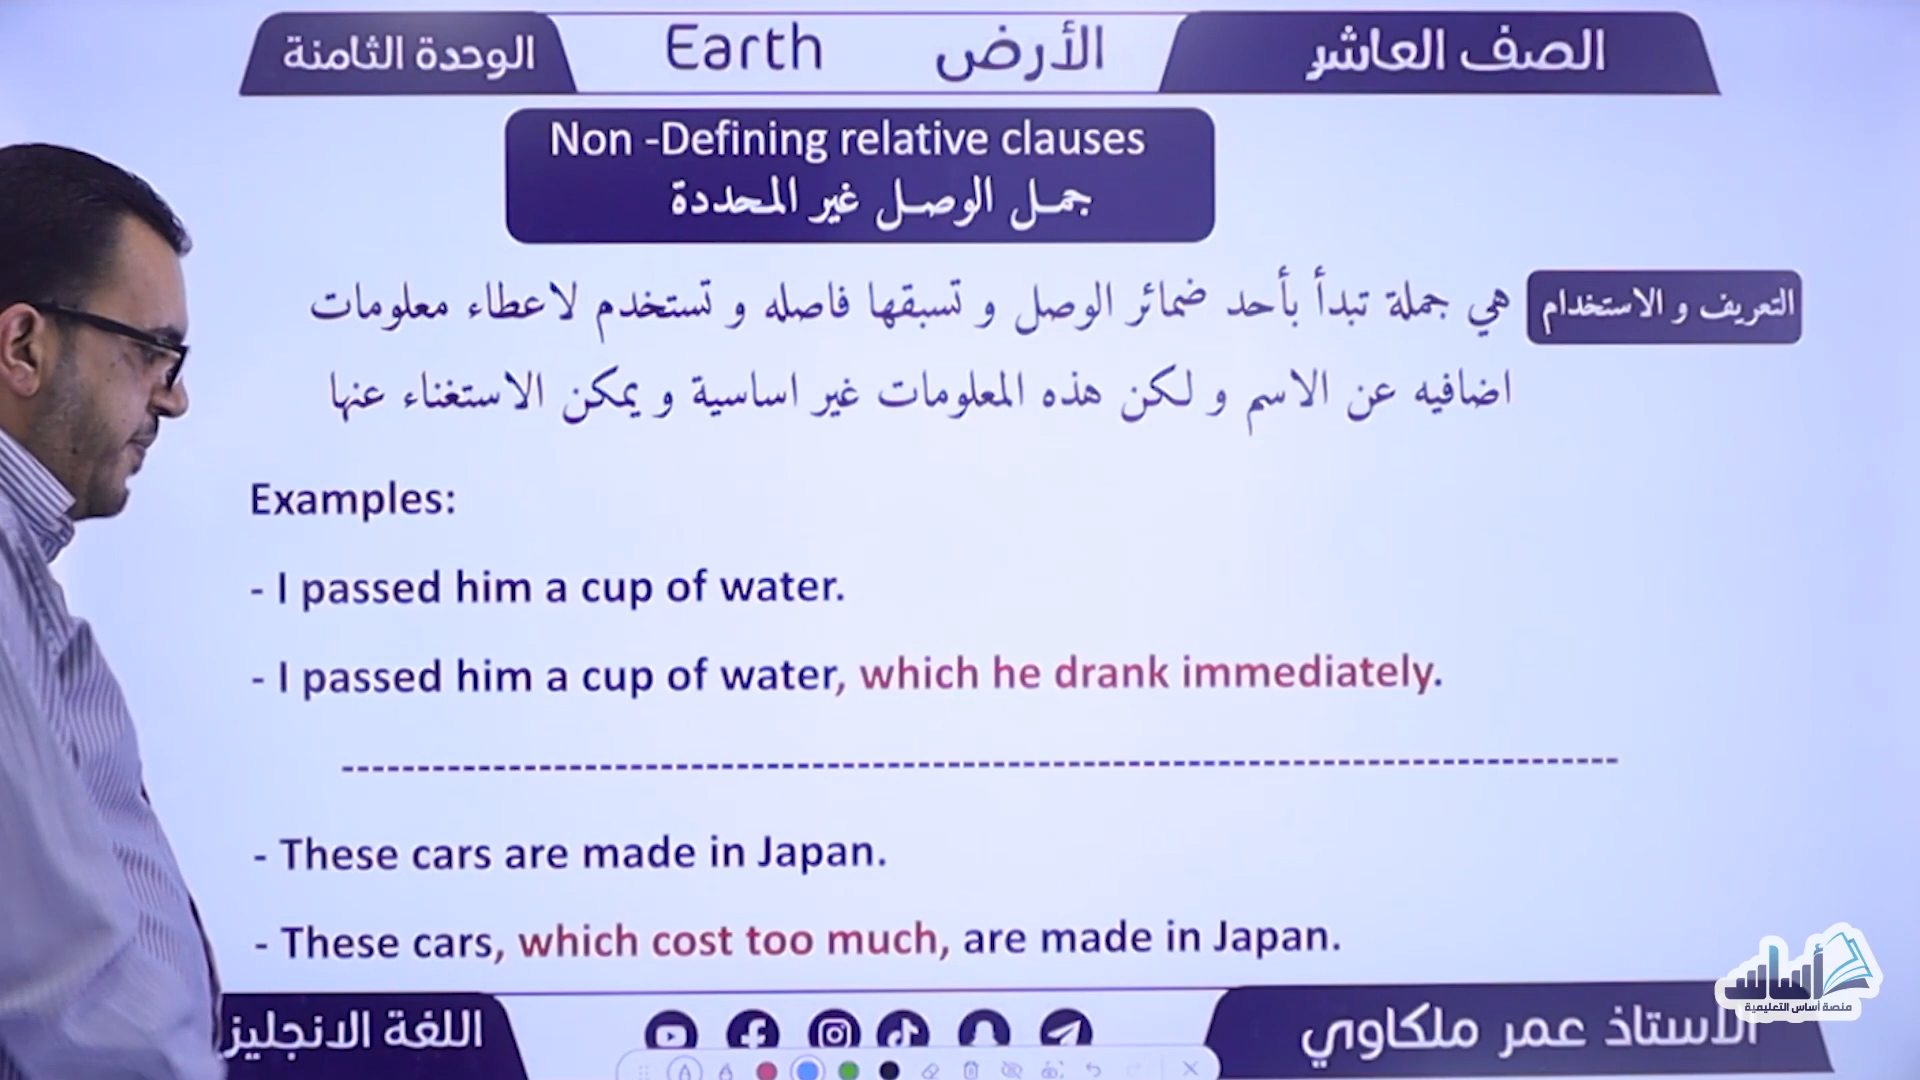 الصف العاشر
الأرض Earth
الوحدة الثامنة
Non -Defining relative clauses
جمل الوصل غير المحددة
التعريف و الاستخدام
هي جملة تبدأ بأحد ضمائر الوصل و تسبقها فاصله و تستخدم لاعطاء معلومات
اضافيه عن الاسم و لكن هذه المعلومات غير اساسية و يمكن الاستغناء عنها
Examples:
- I passed him a cup of water.
- I passed him a cup of water, which he drank immediately.
- These cars are made in Japan.
- These cars, which cost too much, are made in Japan.
أساس
منصة أساس التعليمية
الاستاذ عمر ملكاوي
اللغة الانجليز